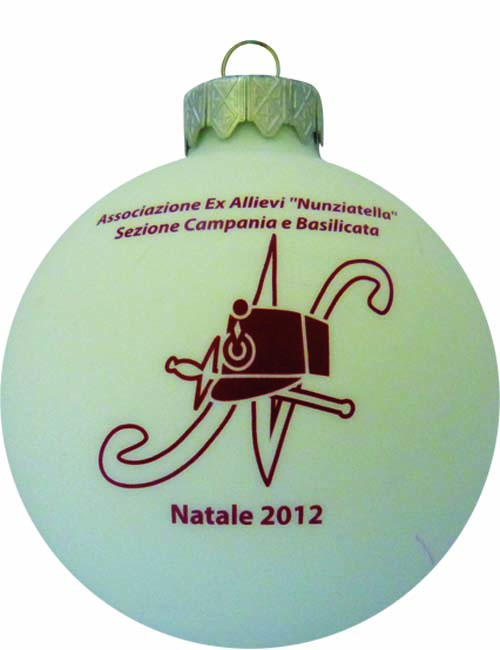 Associazione Ex Allievi "Nunziatella"
Sezione Campania e Basilicata
Natale 2012